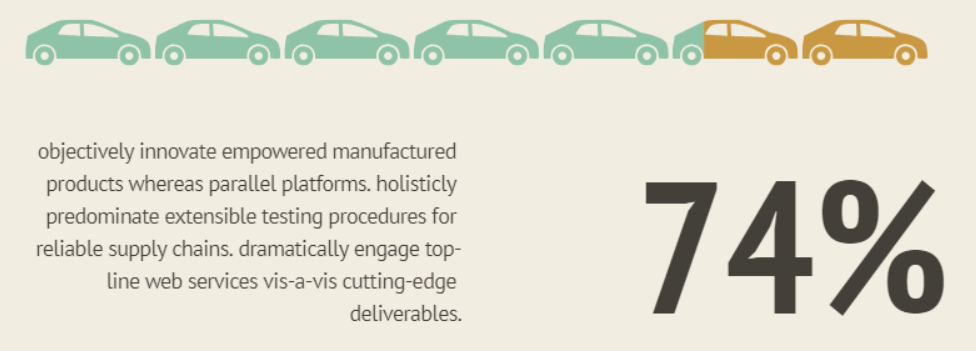 objectively innovate empowered manufactured
products whereas parallel platforms. holisticly
predominate extensible testing procedures for
reliable supply chains. dramatically engage top-
line web services vis-a-vis cutting-edge
deliverables.
74%